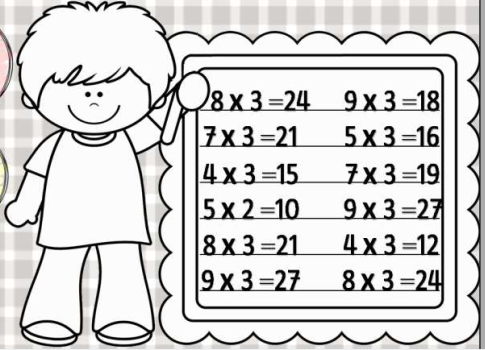 8 x 3 =24 9 x 3 =18
7 x 3 =21 5 x 3 =16
4 x 3 =15 7 x 3 =19
5 x 2 =10 9 x 3 =27
8 x 3 =21 4 x 3 =12
9 x 3 =27 8 x 3 =24